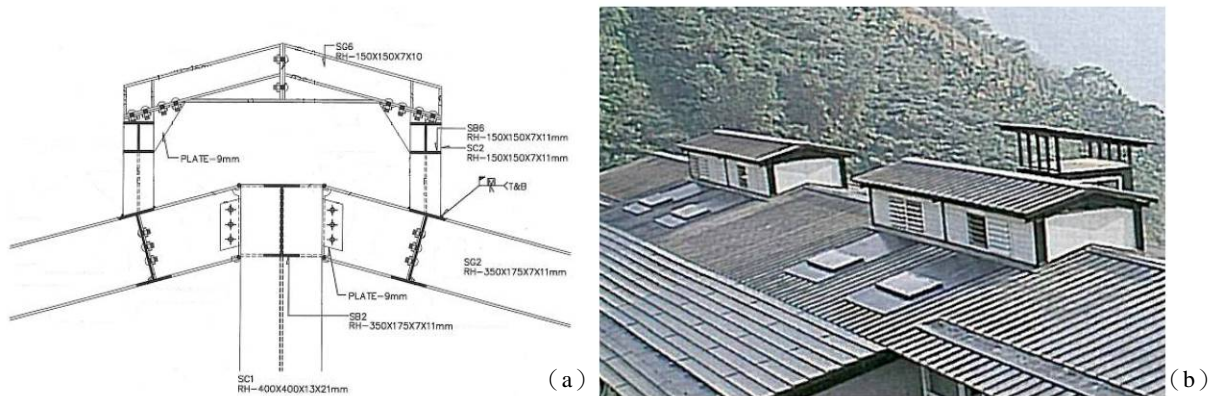 SG6
RH-150X150X7X10
SB6
RH-150X150X7X11mm
SC2
RH-150X150X7X11mm
PLATE-9mm
T&B
SG2
RH-350X175X7X11mm
PLATE-9mm
SB2
RH-350X175X7X11mm
SC1
RH-400X400X13X21mm
（a）
（b）